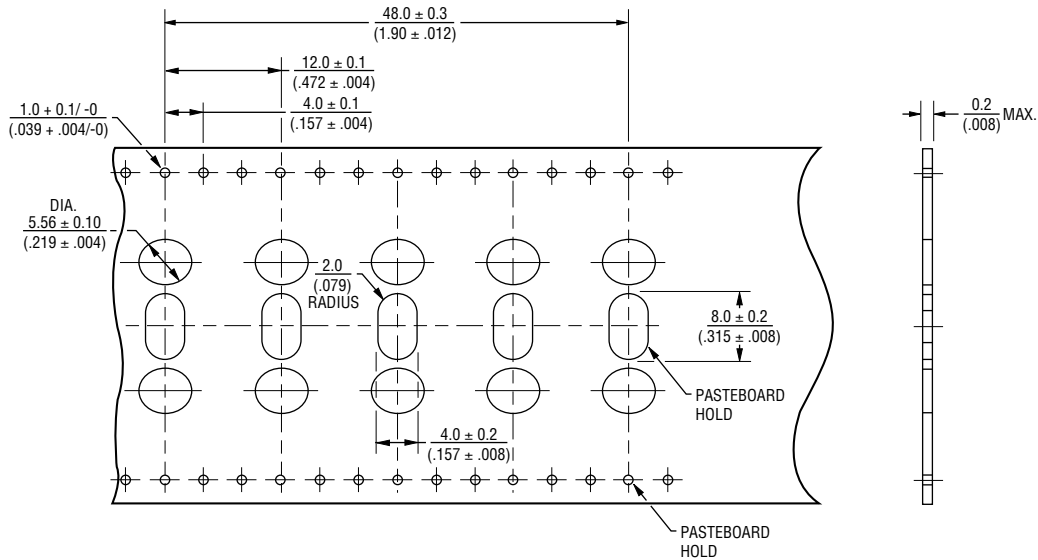 48.0 ± 0.3
(1.90 ± .012)
12.0 ± 0.1
(.472 ± .004)
1.0 + 0.1/ -0
(.039 + .004/-0)
4.0 ± 0.1
(.157 ± .004)
0.2
(.008)
MAX.
DIA.
5.56 ± 0.10
(.219 ± .004)
2.0
(.079)
RADIUS
8.0 ± 0.2
(.315 ± .008)
PASTEBOARD
HOLD
4.0 ± 0.2
(.157 ± .008)
PASTEBOARD
HOLD